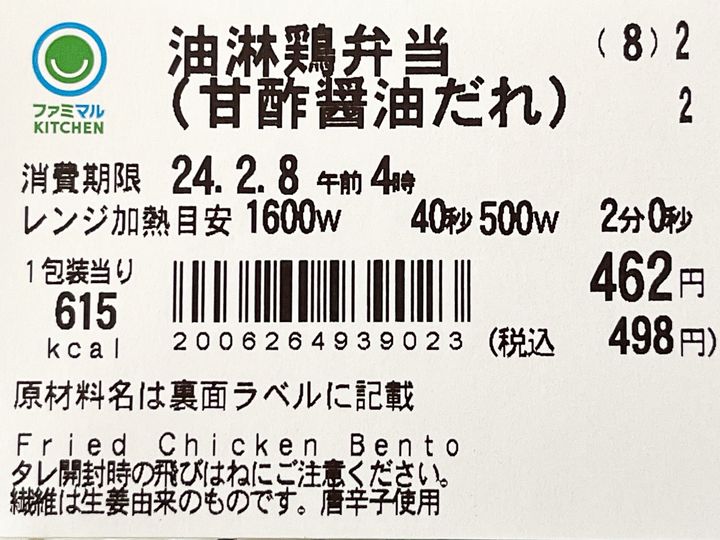 油淋鶏弁当 (8)2
(甘酢醤油だれ) 2
ファミマル
KITCHEN
消費期限 24.2.8 午前4時
レンジ加熱目安 1600w 40秒 500w 2分0秒
1包装当り
615
kcal
2006264939023
462円
(税込 498円)
原材料名は裏面ラベルに記載
Fried Chicken Bento
タレ開封時の飛びはねにご注意ください。
繊維は生姜由来のものです。唐辛子使用